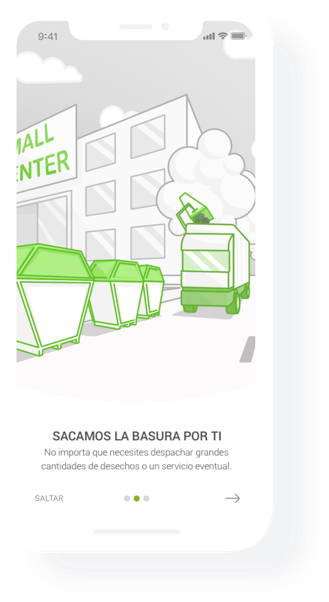 9:41
MALL
ENTER
SACAMOS LA BASURA POR TI
No importa que necesites despachar grandes
cantidades de desechos o un servicio eventual.
SALTAR